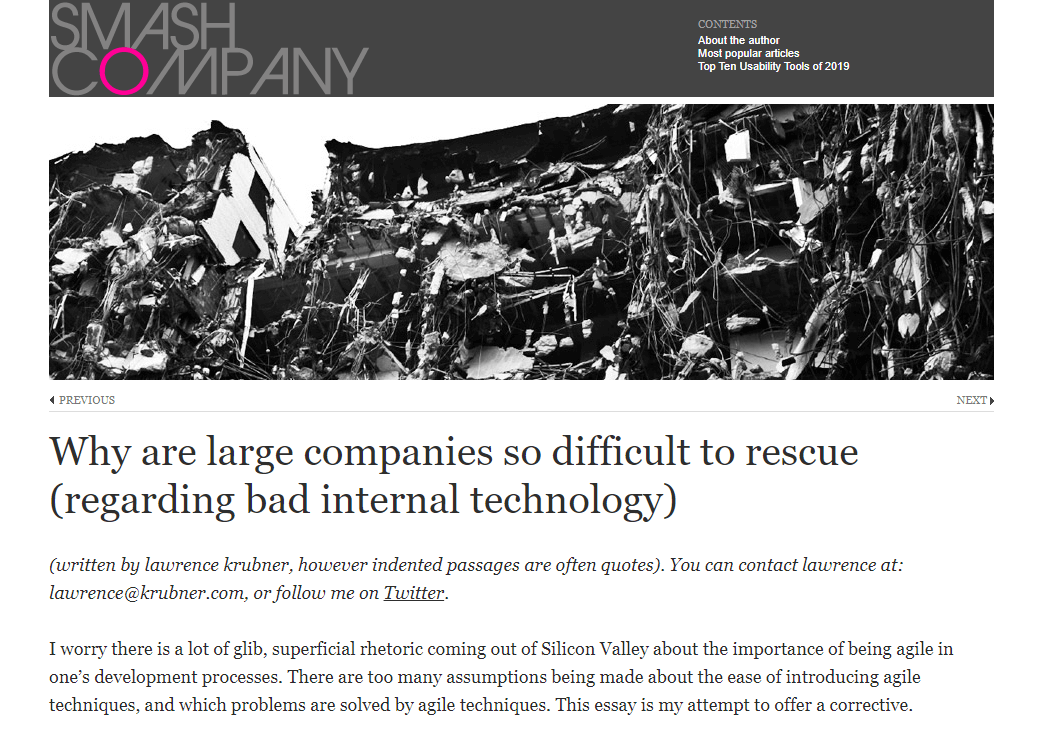 SMASH
COMPANY
CONTENTS
About the author
Most popular articles
Top Ten Usability Tools of 2019
PREVIOUS
NEXT
Why are large companies so difficult to rescue
(regarding bad internal technology)
(written by lawrence krubner, however indented passages are often quotes). You can contact lawrence at:
lawrence@krubner.com, or follow me on Twitter.
I worry there is a lot of glib, superficial rhetoric coming out of Silicon Valley about the importance of being agile in
one’s development processes. There are too many assumptions being made about the ease of introducing agile
techniques, and which problems are solved by agile techniques. This essay is my attempt to offer a corrective.